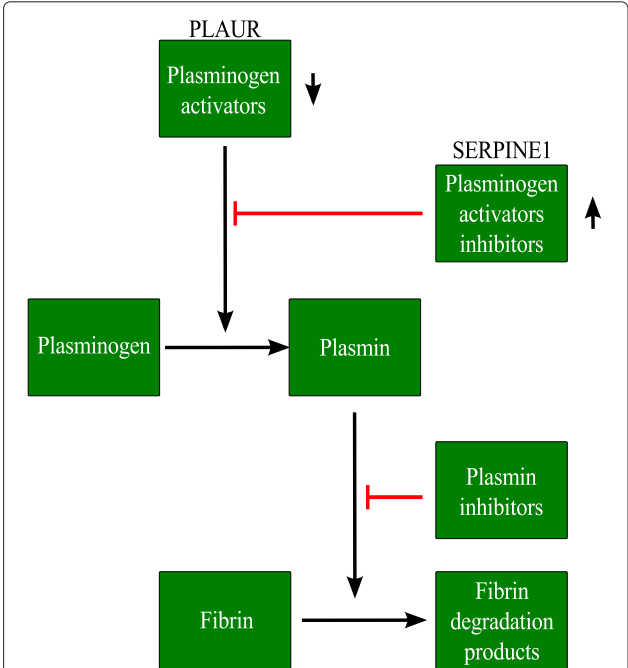 PLAUR
Plasminogen
activators
SERPINE1
Plasminogen
activators
inhibitors
Plasminogen
Plasmin
Plasmin
inhibitors
Fibrin
Fibrin
degradation
products